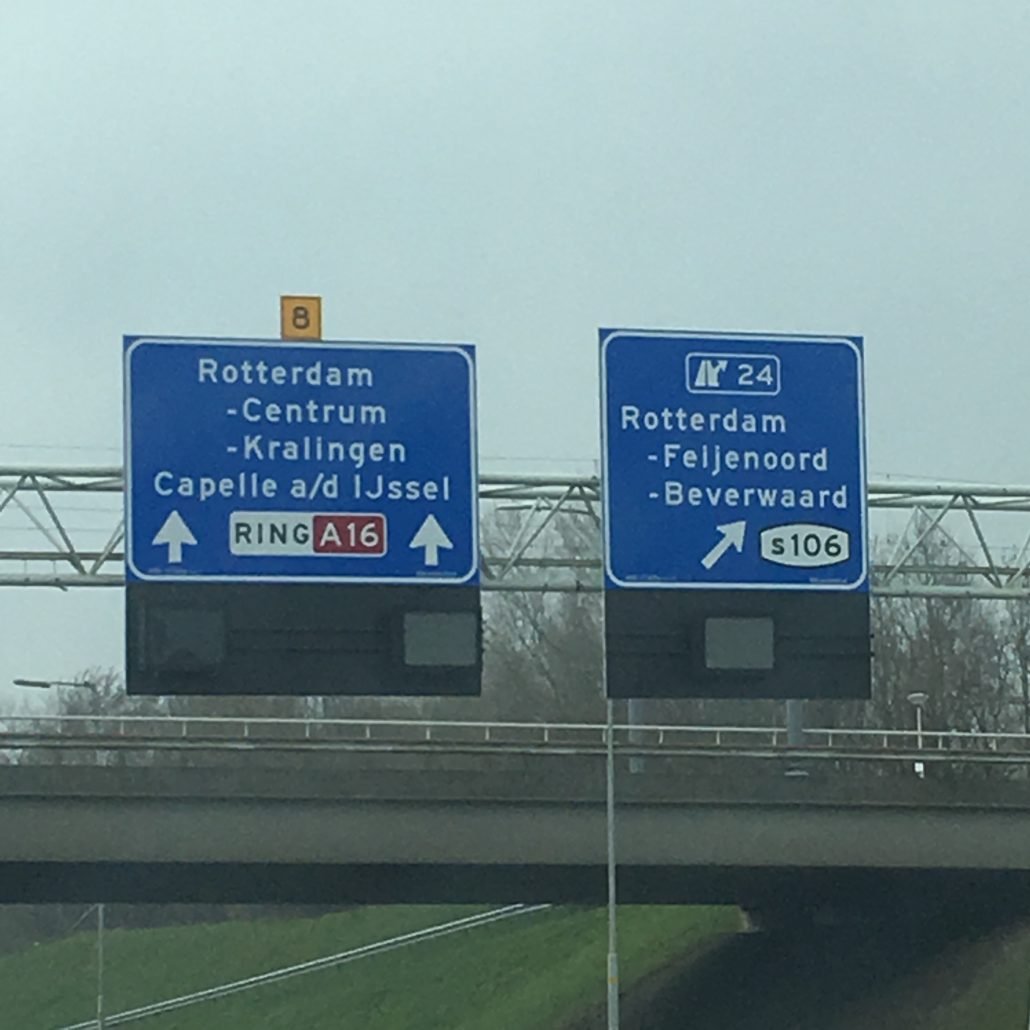 8
Rotterdam
-Centrum
-Kralingen
Capelle a/d IJssel
RING A16
24
Rotterdam
-Feijenoord
-Beverwaard
s106